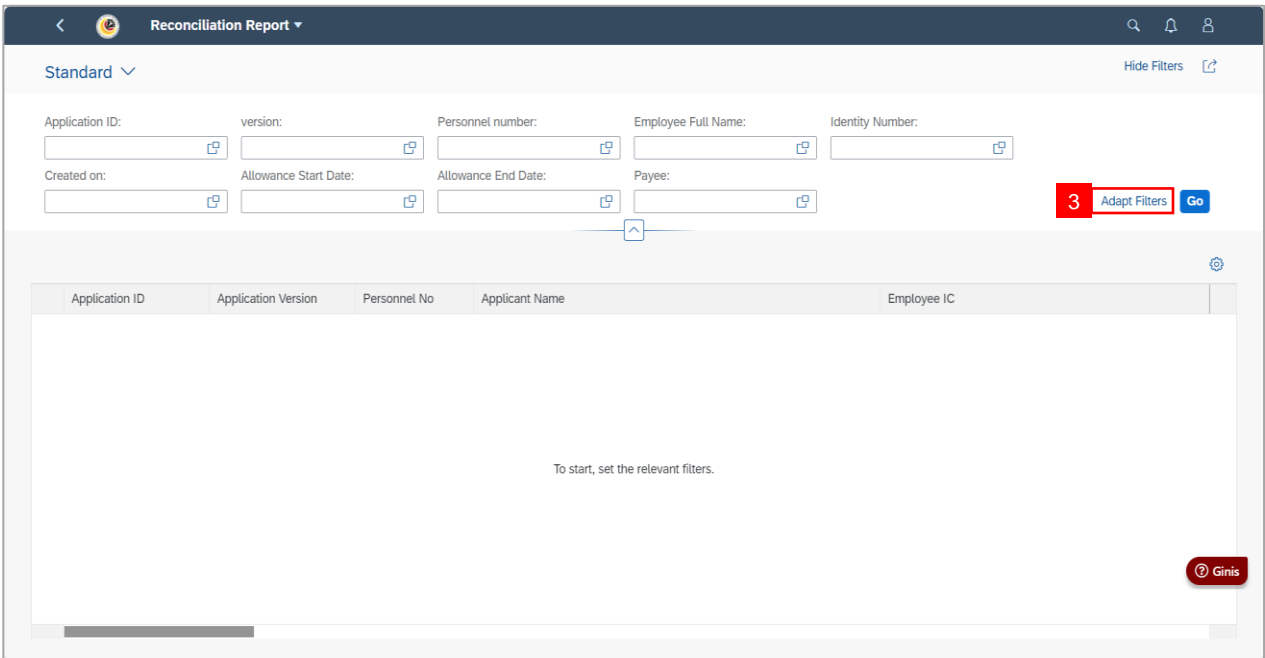 Reconciliation Report
Standard
Hide Filters
Application ID: version: Personnel number: Employee Full Name: Identity Number:
Created on: Allowance Start Date: Allowance End Date: Payee:
3 Adapt Filters Go
Application ID Application Version Personnel No Applicant Name Employee IC
To start, set the relevant filters.
Ginis